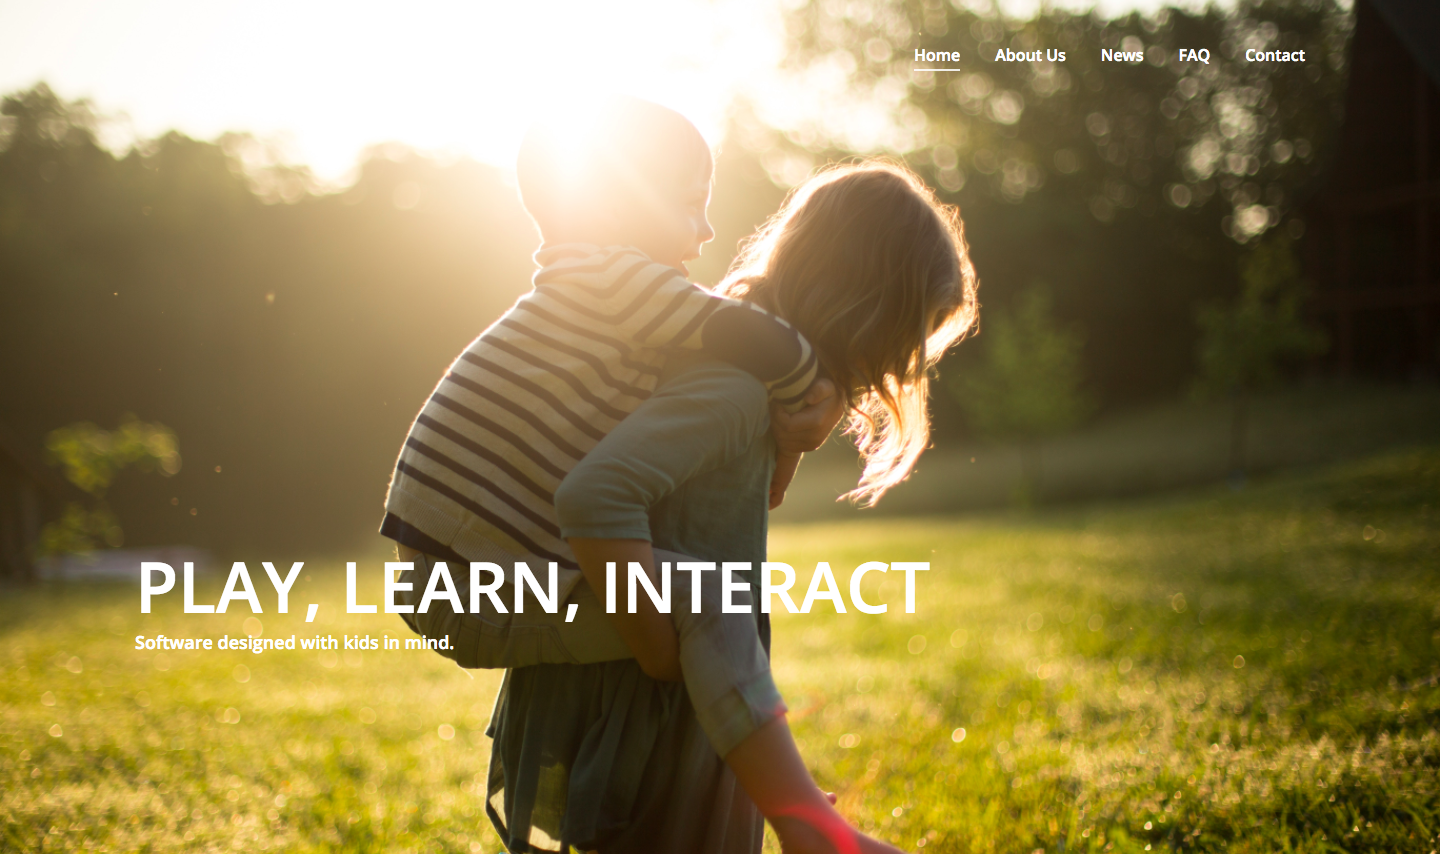 Home About Us News FAQ Contact
PLAY, LEARN, INTERACT
Software designed with kids in mind.